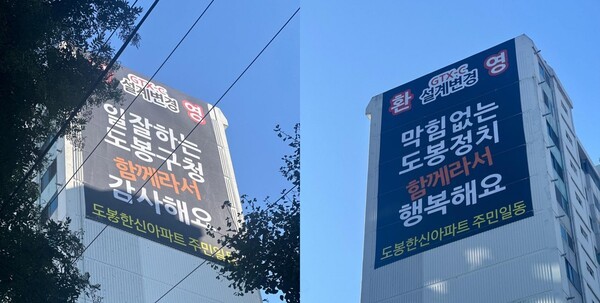 환 GTX-C 영
설계변경
일잘하는
도봉구청
함께라서
감사해요
도봉한신아파트 주민일동
환 GTX-C 영
설계변경
막힘없는
도봉정치
함께라서
행복해요
도봉한신아파트 주민일동